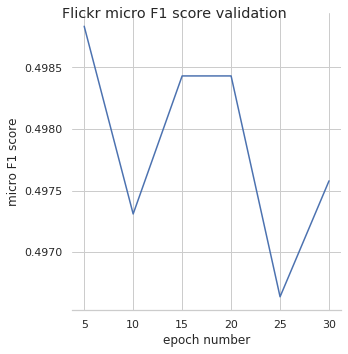 Flickr micro F1 score validation
0.4985
0.4980
0.4975
0.4970
micro F1 score
5 10 15 20 25 30
epoch number